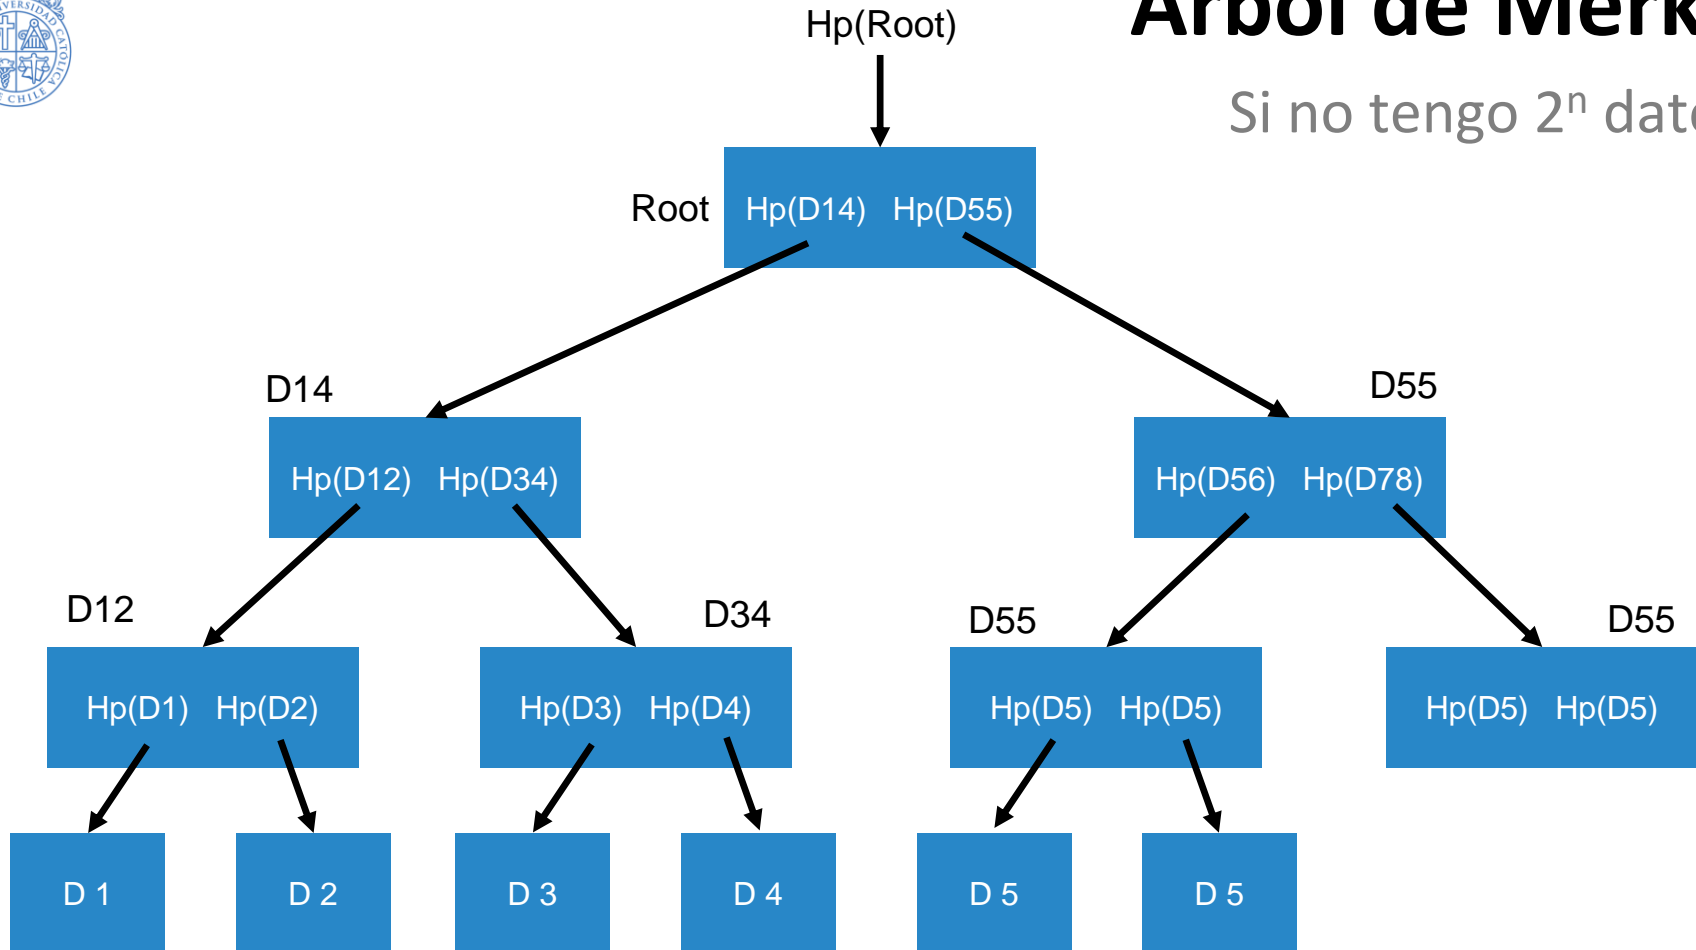 Hp(Root)
Árbol de Merk
Si no tengo 2ⁿ dato
Root
Hp(D14) Hp(D55)
D14
D55
Hp(D12) Hp(D34)
Hp(D56) Hp(D78)
D12
D34
D55
D55
Hp(D1) Hp(D2)
Hp(D3) Hp(D4)
Hp(D5) Hp(D5)
Hp(D5) Hp(D5)
D 1
D 2
D 3
D 4
D 5
D 5